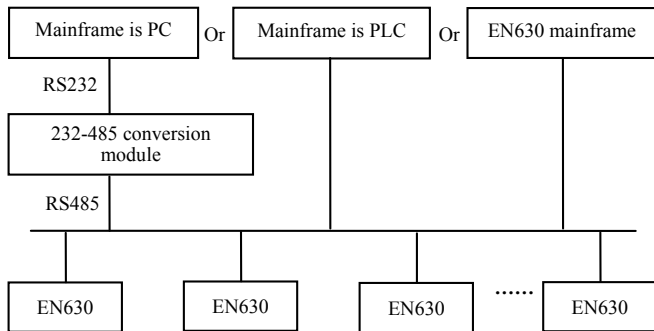 Mainframe is PC Or Mainframe is PLC Or EN630 mainframe
RS232
232-485 conversion
module
RS485
EN630 EN630 EN630 ...... EN630